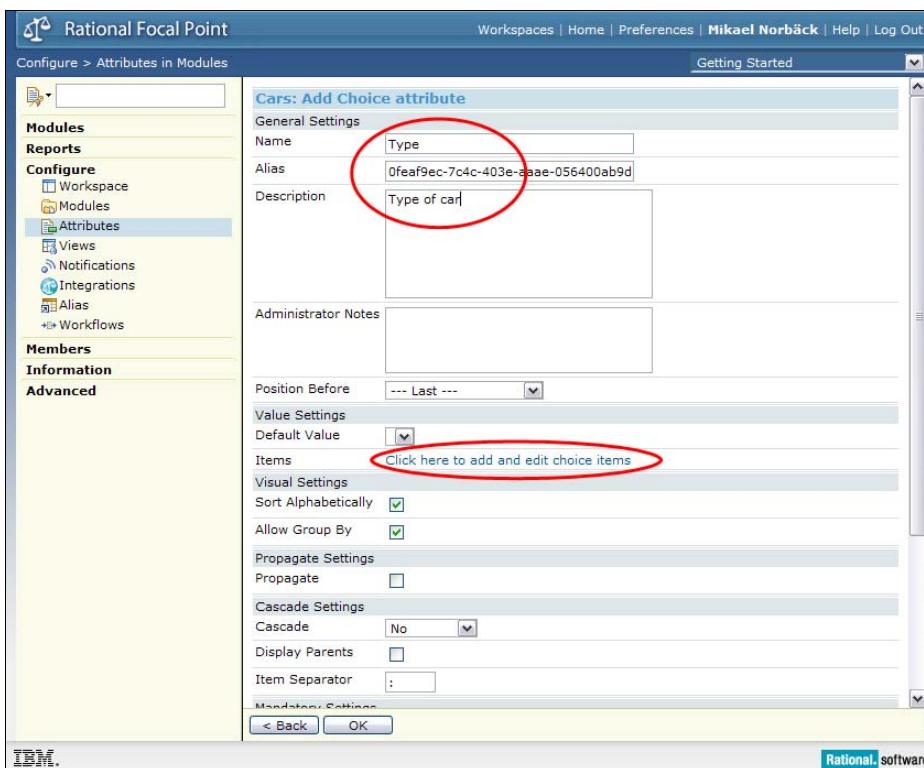 Rational Focal Point
Workspaces | Home | Preferences | Mikael Norbäck | Help | Log Out
Configure > Attributes in Modules
Getting Started
Modules
Reports
Configure
Workspace
Modules
Attributes
Views
Notifications
Integrations
Alias
Workflows
Members
Information
Advanced
Cars: Add Choice attribute
General Settings
Name Type
Alias 0feaf9ec-7c4c-403e-aaae-056400ab9d
Description Type of car
Administrator Notes
Position Before --- Last ---
Value Settings
Default Value
Items Click here to add and edit choice items
Visual Settings
Sort Alphabetically
Allow Group By
Propagate Settings
Propagate
Cascade Settings
Cascade No
Display Parents
Item Separator :
Mandatory Settings
< Back OK
IBM. Rational. softwar